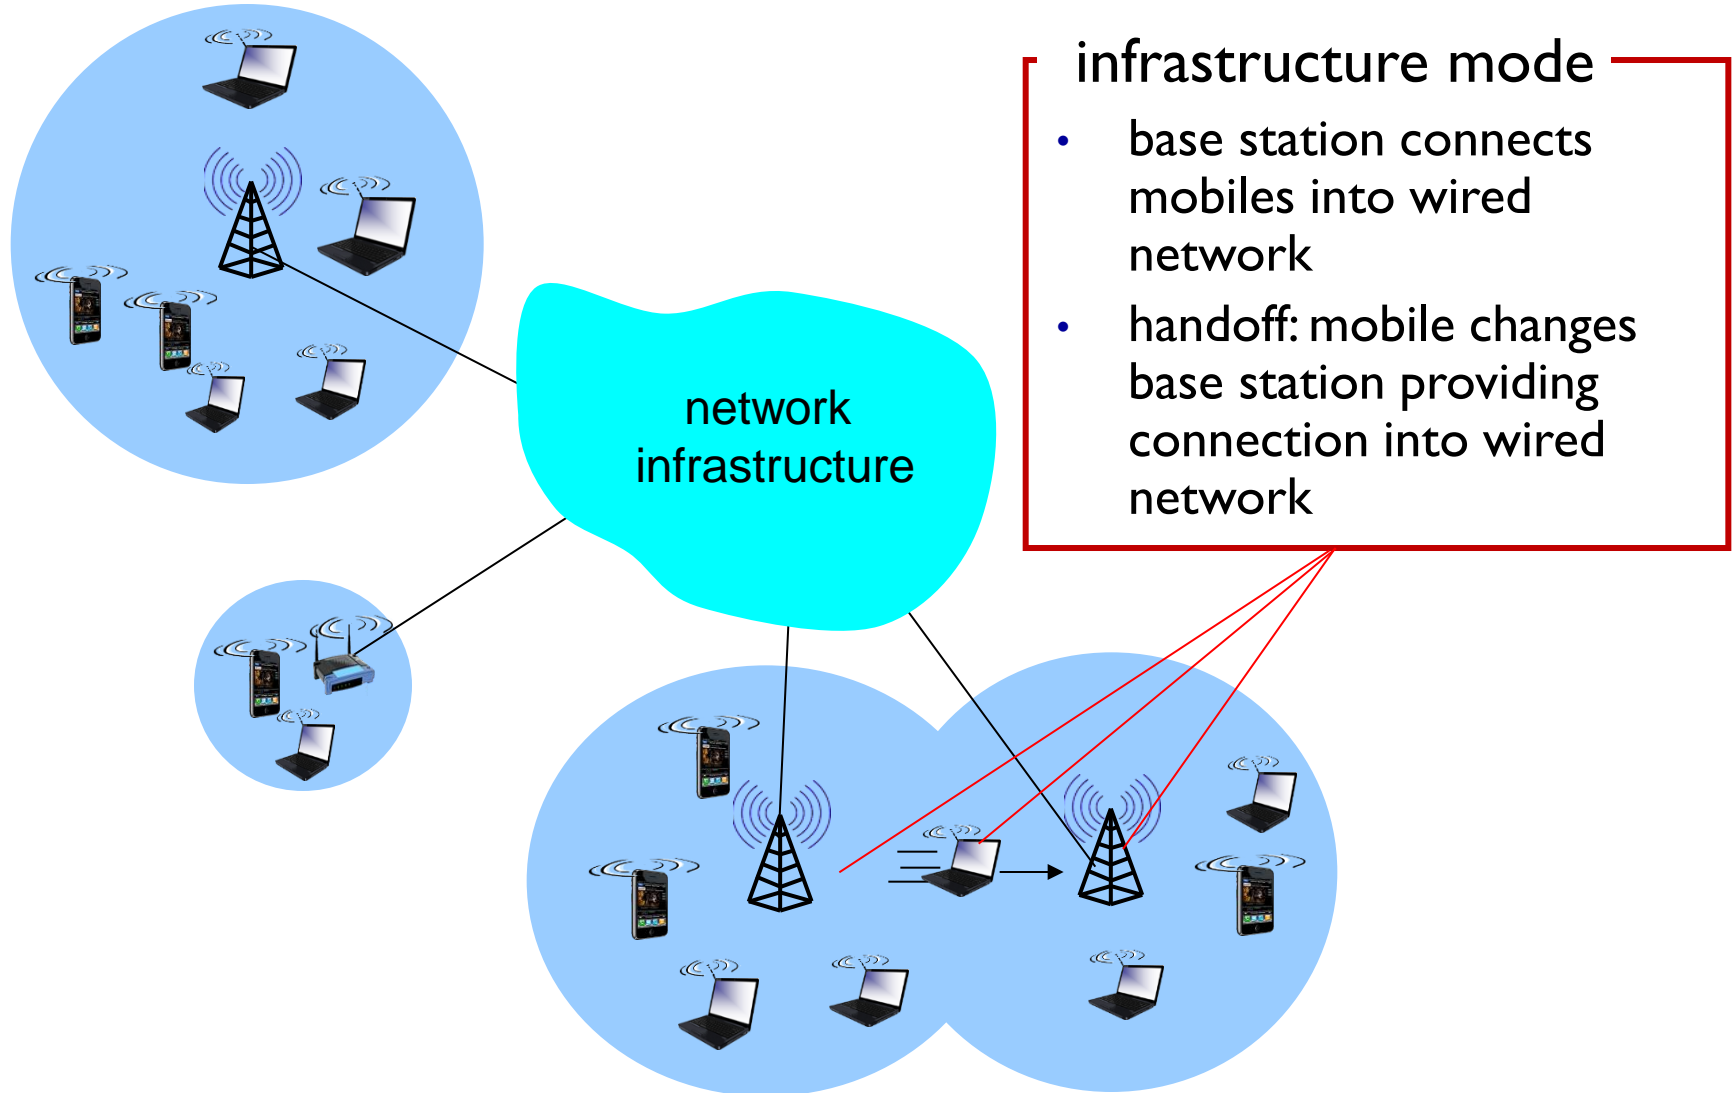 infrastructure mode
• base station connects
mobiles into wired
network
• handoff: mobile changes
base station providing
connection into wired
network
network
infrastructure